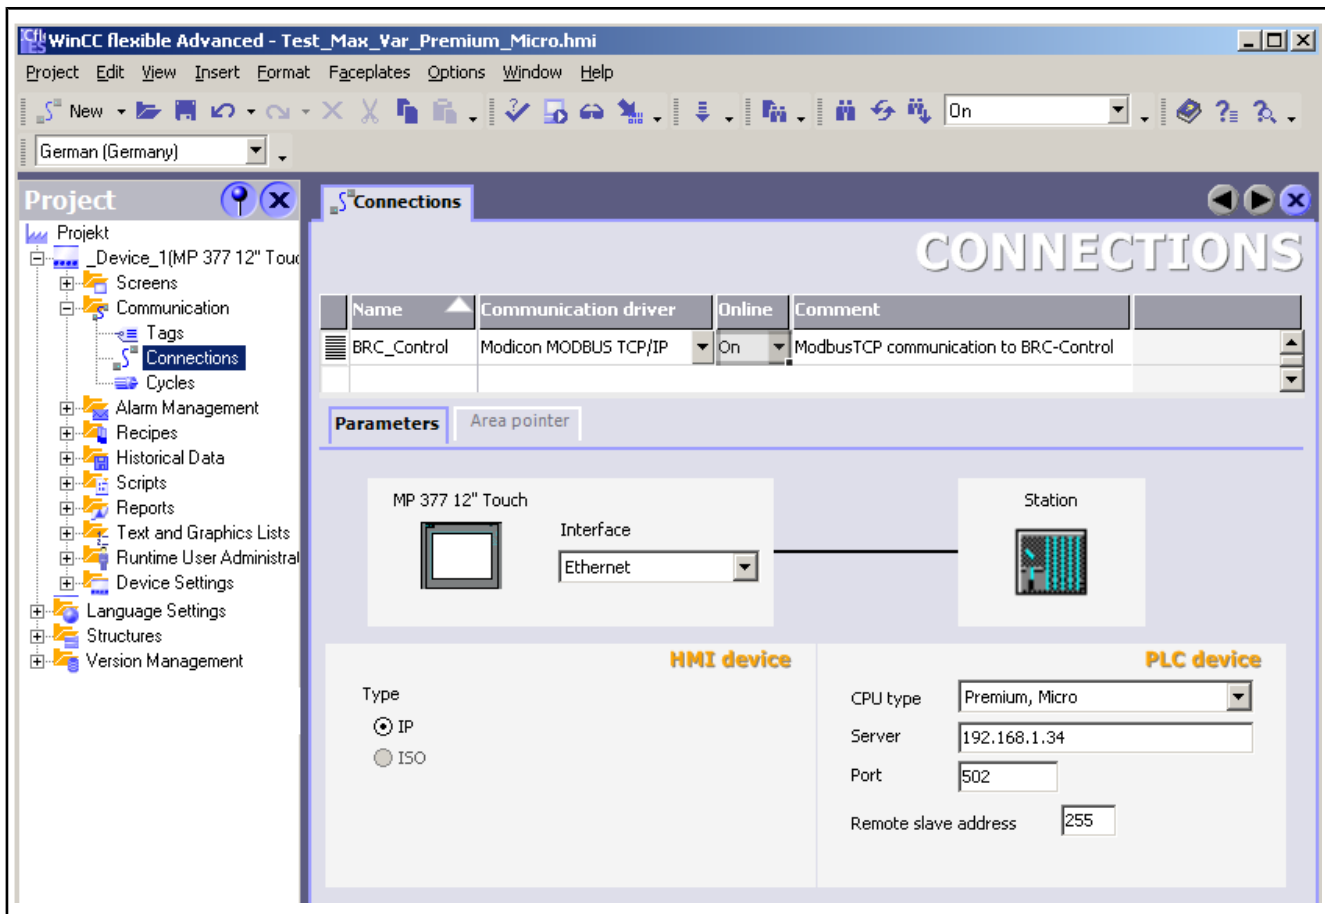 WinCC flexible Advanced - Test_Max_Var_Premium_Micro.hmi
Project Edit View Insert Format Faceplates Options Window Help
New On
German (Germany)
Project
Projekt
_Device_1(MP 377 12" Touc
Screens
Communication
Tags
Connections
Cycles
Alarm Management
Recipes
Historical Data
Scripts
Reports
Text and Graphics Lists
Runtime User Administrat
Device Settings
Language Settings
Structures
Version Management
Connections
CONNECTIONS
Name Communication driver Online Comment
BRC_Control Modicon MODBUS TCP/IP On ModbusTCP communication to BRC-Control
Parameters Area pointer
MP 377 12" Touch
Interface
Ethernet
Station
HMI device
Type
IP
ISO
PLC device
CPU type Premium, Micro
Server 192.168.1.34
Port 502
Remote slave address 255